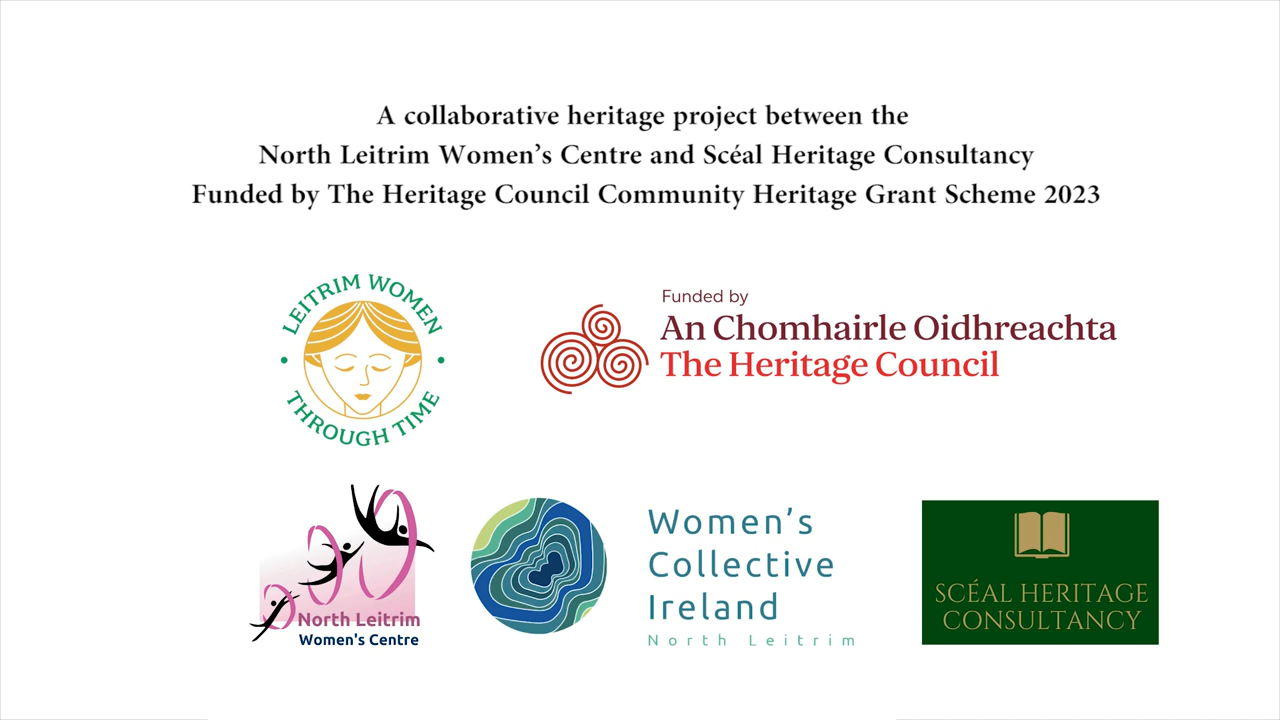 A collaborative heritage project between the
North Leitrim Women’s Centre and Scéal Heritage Consultancy
Funded by The Heritage Council Community Heritage Grant Scheme 2023
LEITRIM WOMEN
THROUGH TIME
Funded by
An Chomhairle Oidhreachta
The Heritage Council
North Leitrim
Women's Centre
Women’s
Collective
Ireland
North Leitrim
SCÉAL HERITAGE
CONSULTANCY